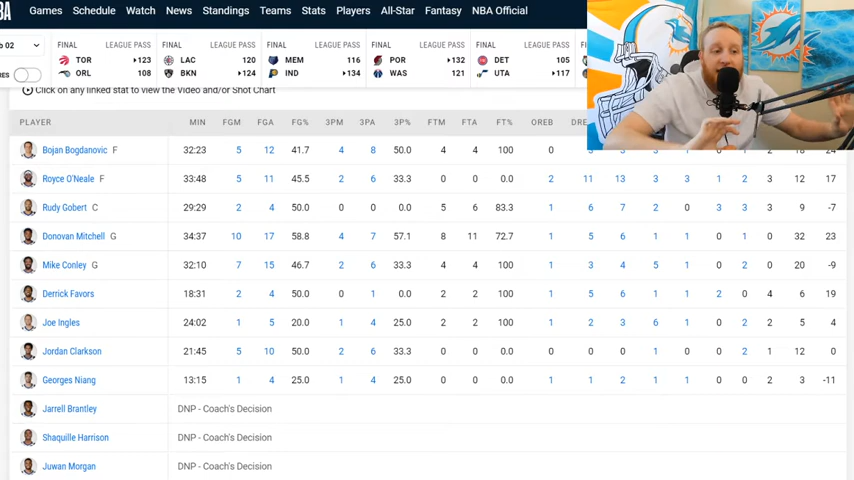 Games Schedule Watch News Standings Teams Stats Players All-Star Fantasy NBA Official
02
FINAL LEAGUE PASS FINAL LEAGUE PASS FINAL LEAGUE PASS FINAL LEAGUE PASS FINAL LEAGUE PASS
TOR 123 LAC 120 MEM 116 POR 132 DET 105
ORL 108 BKN 124 IND 134 WAS 121 UTA 117
Click on any linked stat to view the Video and/or Shot Chart
PLAYER MIN FGM FGA FG% 3PM 3PA 3P% FTM FTA FT% OREB
Bojan Bogdanovic F 32:23 5 12 41.7 4 8 50.0 4 4 100 0
Royce O'Neale F 33:48 5 11 45.5 2 6 33.3 0 0 0.0 2 11 13 3 3 1 2 3 12 17
Rudy Gobert C 29:29 2 4 50.0 0 0 0.0 5 6 83.3 1 6 7 2 0 3 3 3 9 -7
Donovan Mitchell G 34:37 10 17 58.8 4 7 57.1 8 11 72.7 1 5 6 1 1 0 1 0 32 23
Mike Conley G 32:10 7 15 46.7 2 6 33.3 4 4 100 1 3 4 5 1 0 2 0 20 -9
Derrick Favors 18:31 2 4 50.0 0 1 0.0 2 2 100 1 5 6 1 1 2 0 4 6 19
Joe Ingles 24:02 1 5 20.0 1 4 25.0 2 2 100 1 2 3 6 1 0 2 2 5 4
Jordan Clarkson 21:45 5 10 50.0 2 6 33.3 0 0 0.0 0 0 0 1 0 0 2 1 12 0
Georges Niang 13:15 1 4 25.0 1 4 25.0 0 0 0.0 1 1 2 1 1 0 0 2 3 -11
Jarrell Brantley DNP - Coach's Decision
Shaquille Harrison DNP - Coach's Decision
Juwan Morgan DNP - Coach's Decision